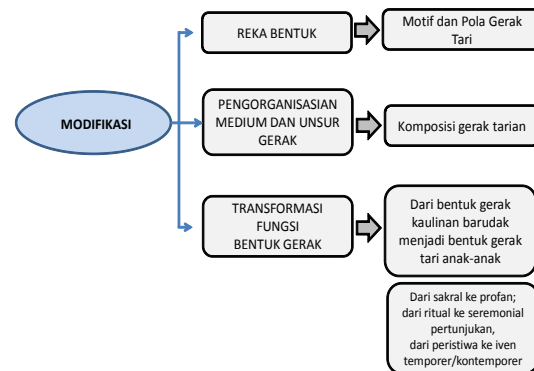 MODIFIKASI
REKA BENTUK
Motif dan Pola Gerak
Tari
PENGORGANISASIAN
MEDIUM DAN UNSUR
GERAK
Komposisi gerak tarian
TRANSFORMASI
FUNGSI
BENTUK GERAK
Dari bentuk gerak
kaulinan barudak
menjadi bentuk gerak
tari anak-anak
Dari sakral ke profan;
dari ritual ke seremonial
pertunjukan,
dari peristiwa ke iven
temporer/kontemporer